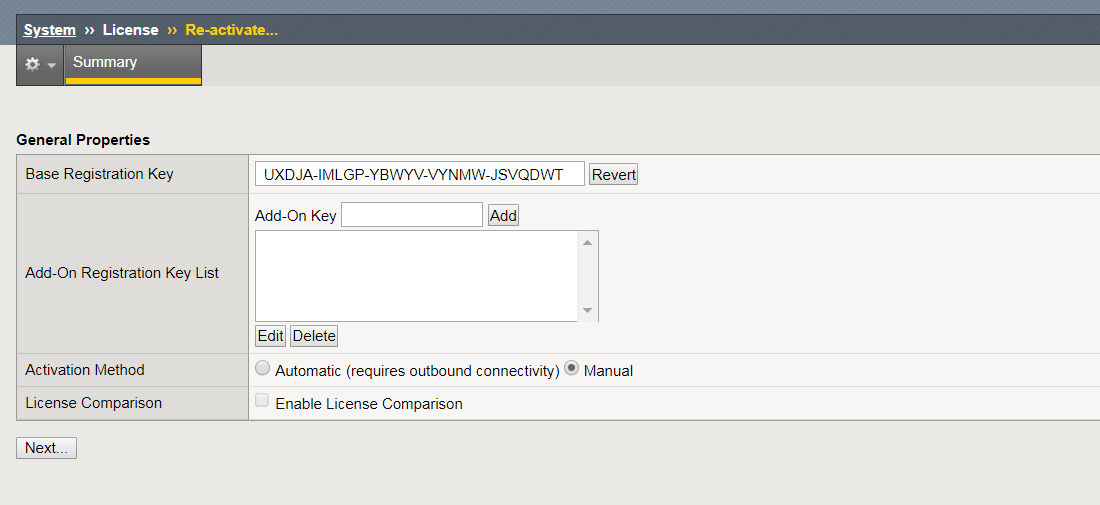 System ›› License ›› Re-activate...
Summary
General Properties
Base Registration Key UXDJA-IMLGP-YBWYV-VYNMW-JSVQDWT Revert
Add-On Key Add
Add-On Registration Key List
Edit Delete
Activation Method Automatic (requires outbound connectivity) Manual
License Comparison Enable License Comparison
Next...